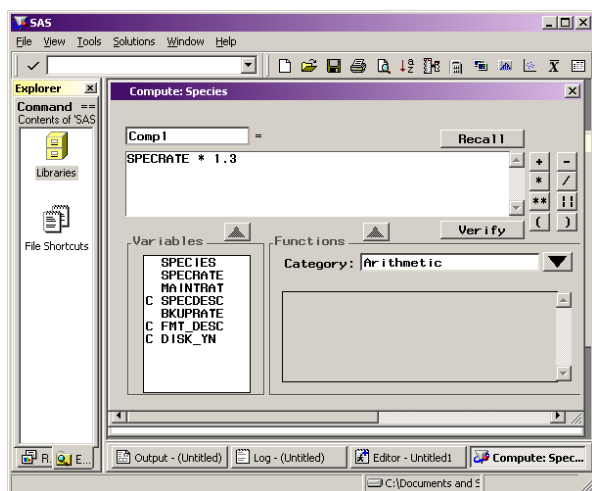 SAS
File View Tools Solutions Window Help
Explorer
Command ==
Contents of 'SAS
Libraries
File Shortcuts
Compute: Species
Comp1 =
Recall
SPECRATE * 1.3
+ -
* /
** ¦¦
( )
Verify
Variables
SPECIES
SPECRATE
MAINTRAT
C SPECDESC
BKUPRATE
C FMT_DESC
C DISK_YN
Functions
Category: Arithmetic
R. E...
Output - (Untitled) Log - (Untitled) Editor - Untitled1 Compute: Spec...
C:\Documents and S